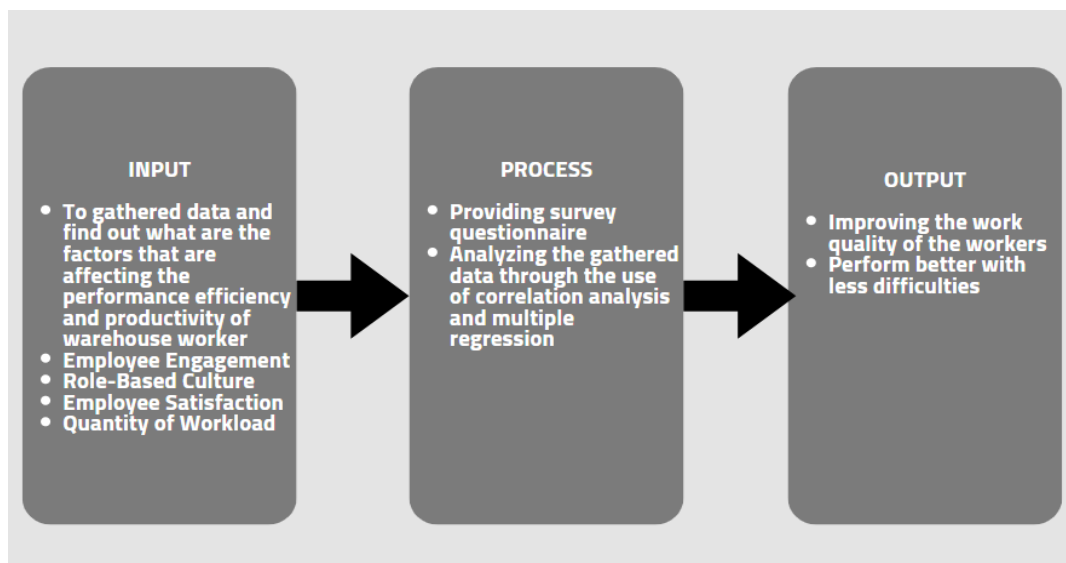 INPUT
• To gathered data and
find out what are the
factors that are
affecting the
performance efficiency
and productivity of
warehouse worker
• Employee Engagement
• Role-Based Culture
• Employee Satisfaction
• Quantity of Workload
PROCESS
• Providing survey
questionnaire
• Analyzing the gathered
data through the use
of correlation analysis
and multiple
regression
OUTPUT
• Improving the work
quality of the workers
• Perform better with
less difficulties